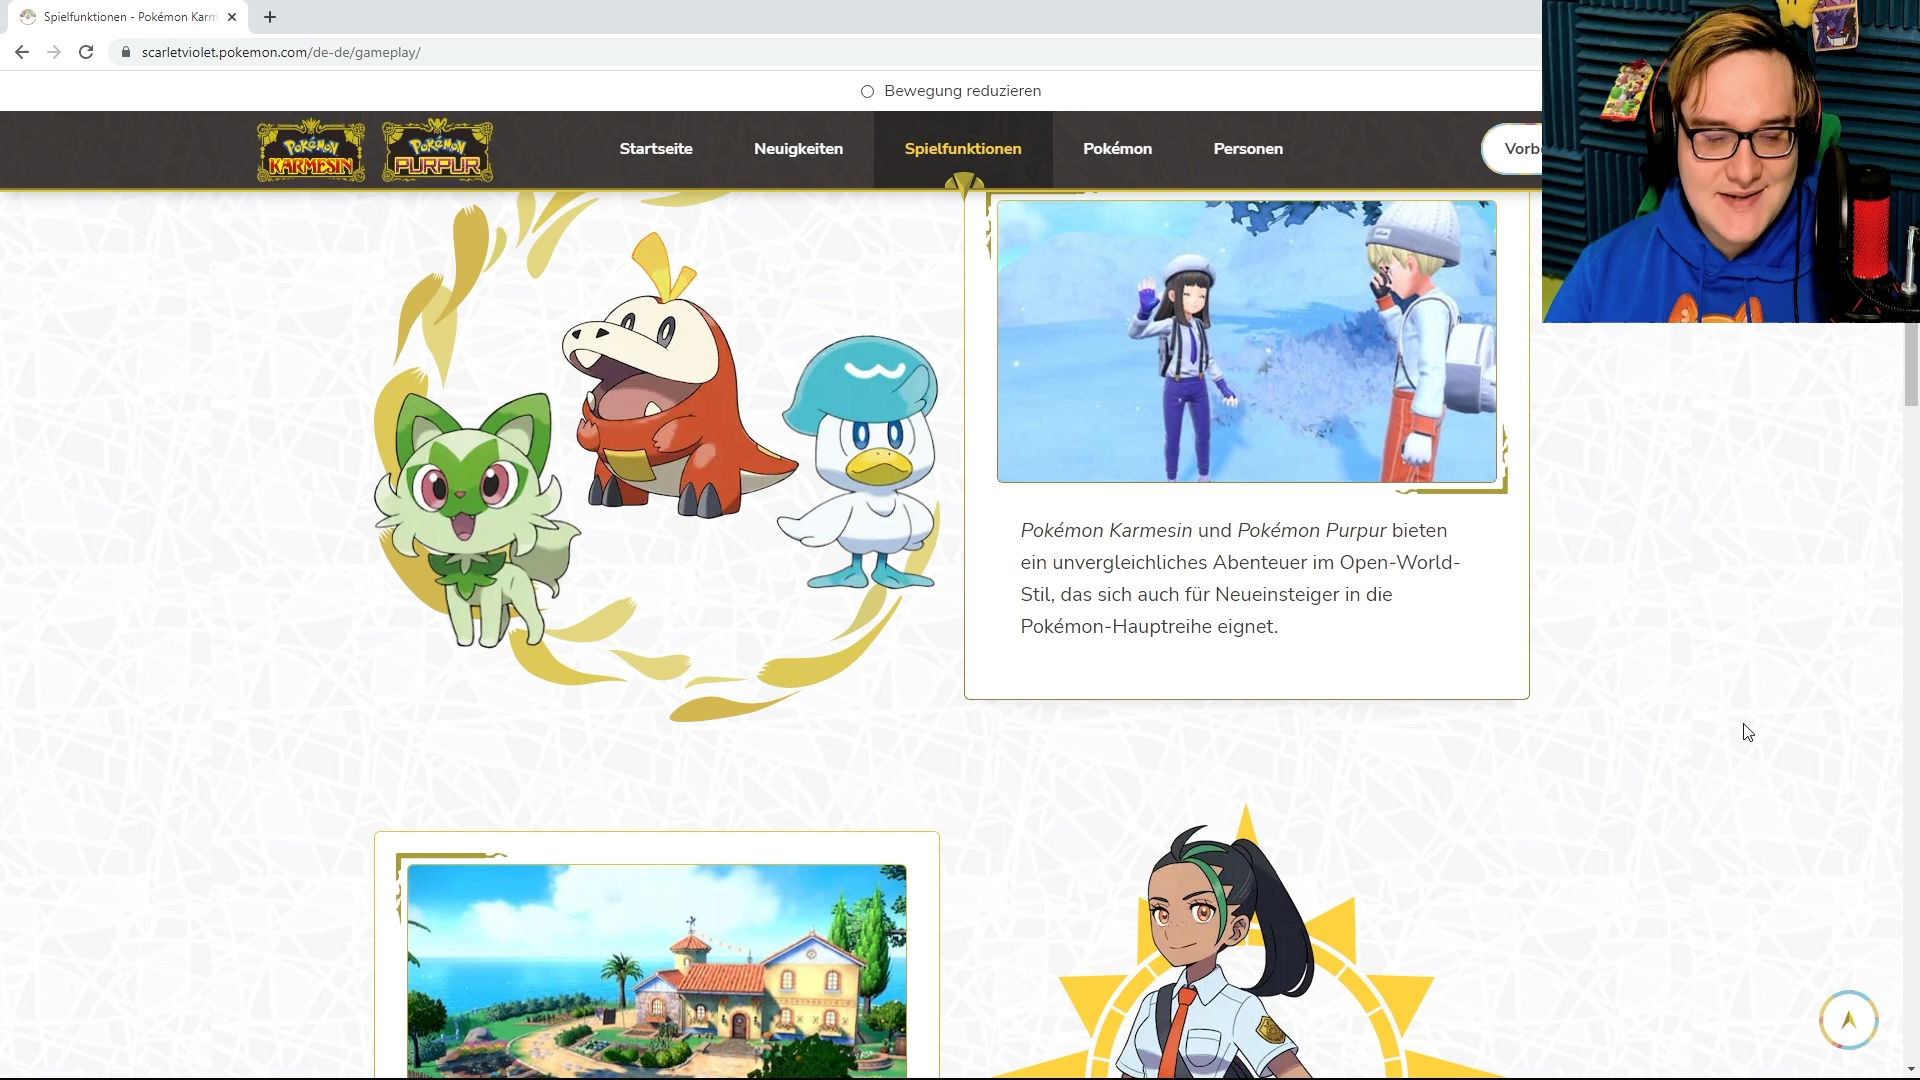 Spielfunktionen - Pokémon Karm
scarletviolet.pokemon.com/de-de/gameplay/
Bewegung reduzieren
Pokémon KARMESIN
Pokémon PURPUR
Startseite
Neuigkeiten
Spielfunktionen
Pokémon
Personen
Vorb
Pokémon Karmesin und Pokémon Purpur bieten
ein unvergleichliches Abenteuer im Open-World-
Stil, das sich auch für Neueinsteiger in die
Pokémon-Hauptreihe eignet.